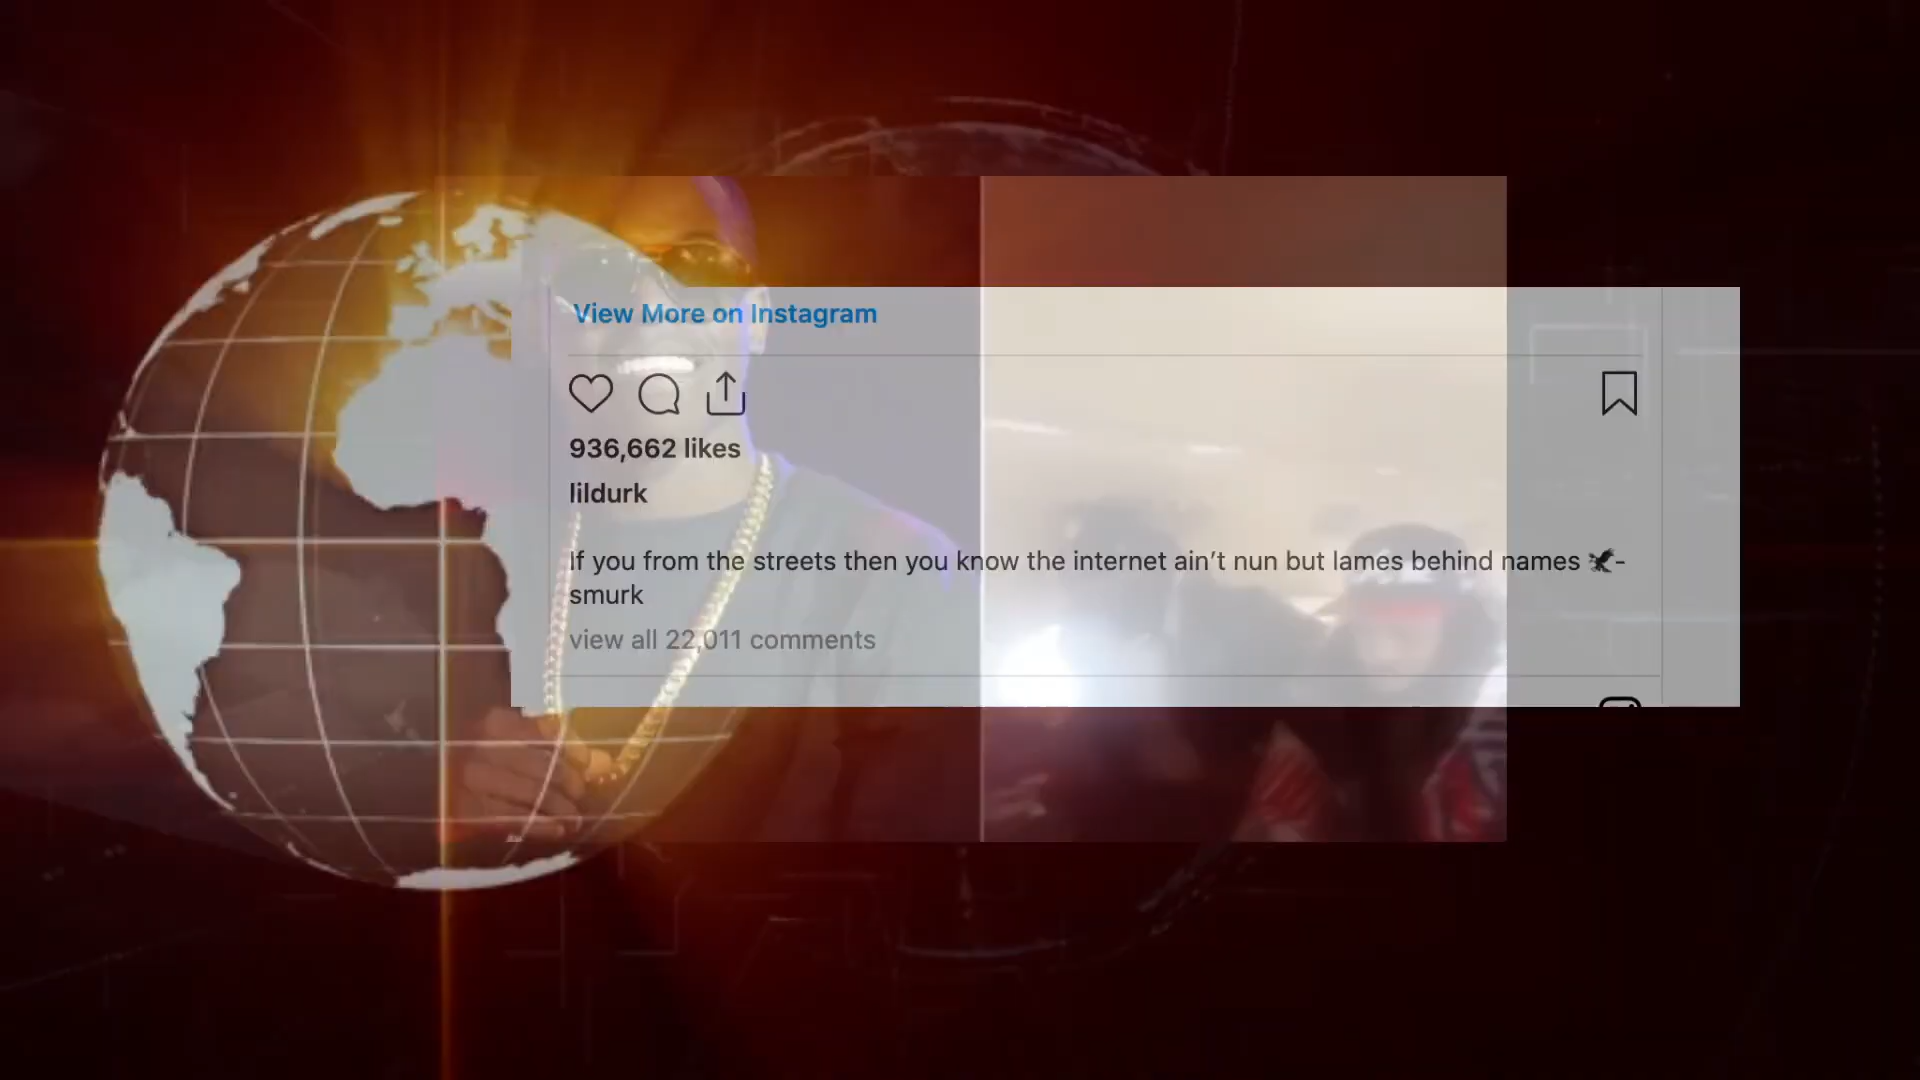 View More on Instagram
936,662 likes
lildurk
If you from the streets then you know the internet ain’t nun but lames behind names 🐦‍⬛-
smurk
view all 22,011 comments